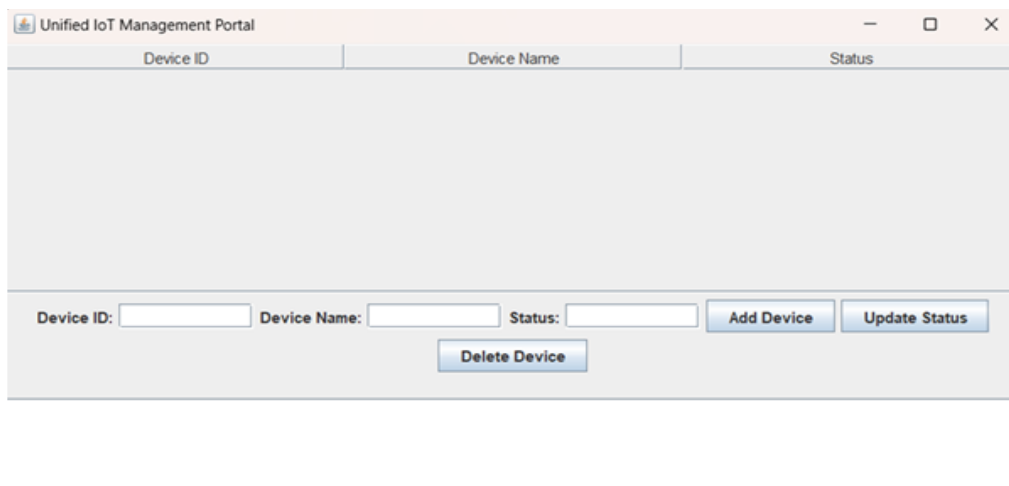 Unified IoT Management Portal
Device ID Device Name Status
Device ID: Device Name: Status: Add Device Update Status
Delete Device